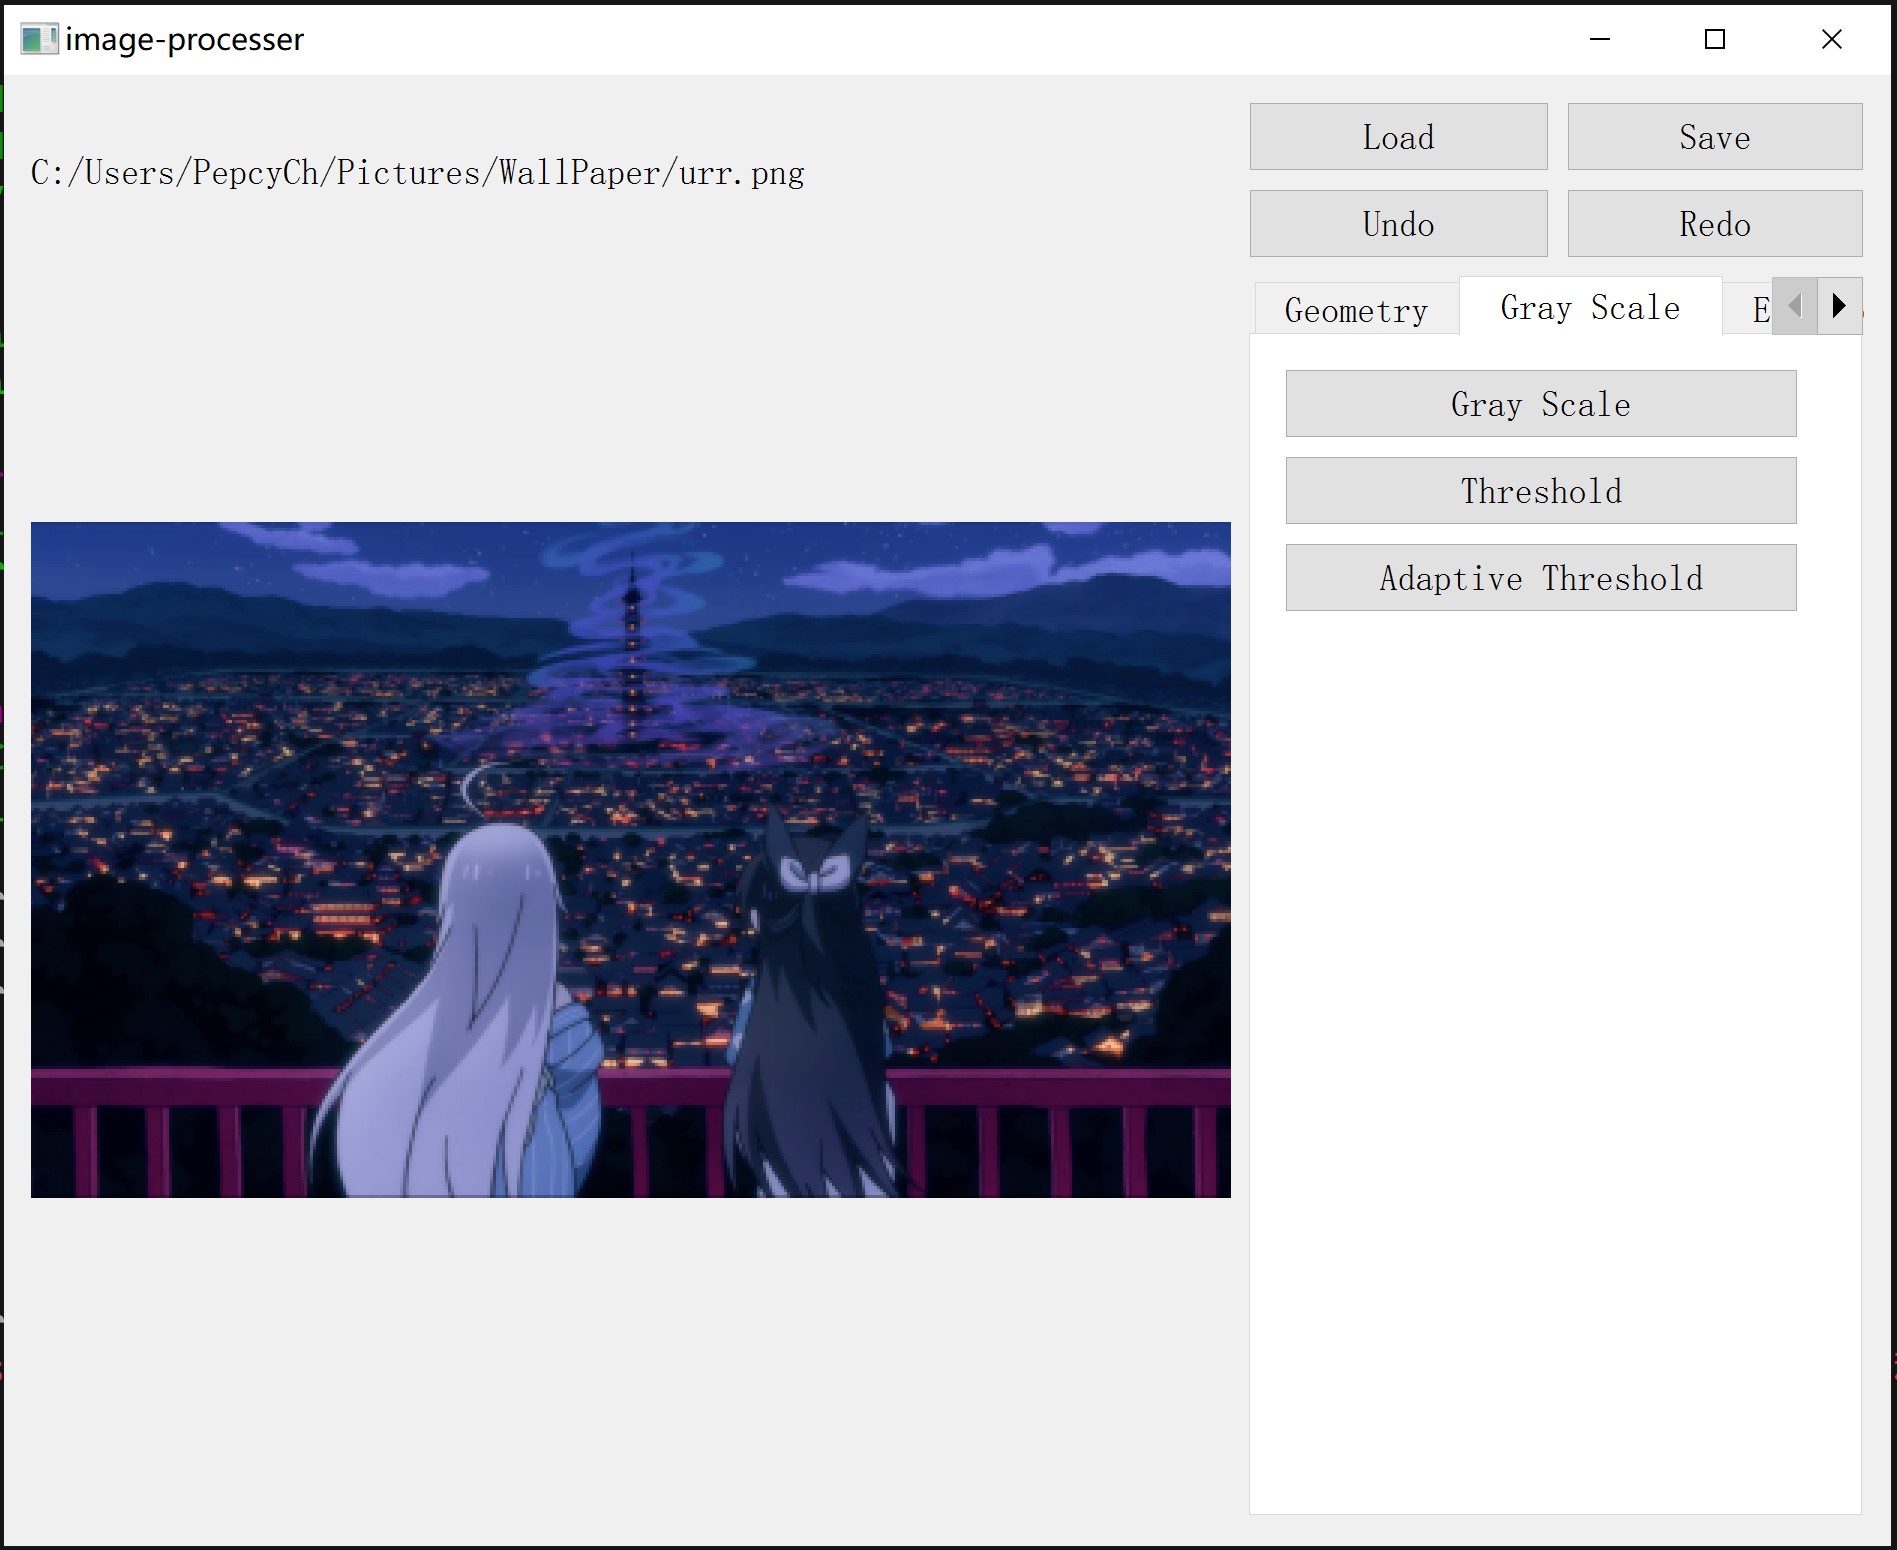 image-processer
C:/Users/PepcyCh/Pictures/WallPaper/urr.png
Load
Save
Undo
Redo
Geometry
Gray Scale
Gray Scale
Threshold
Adaptive Threshold